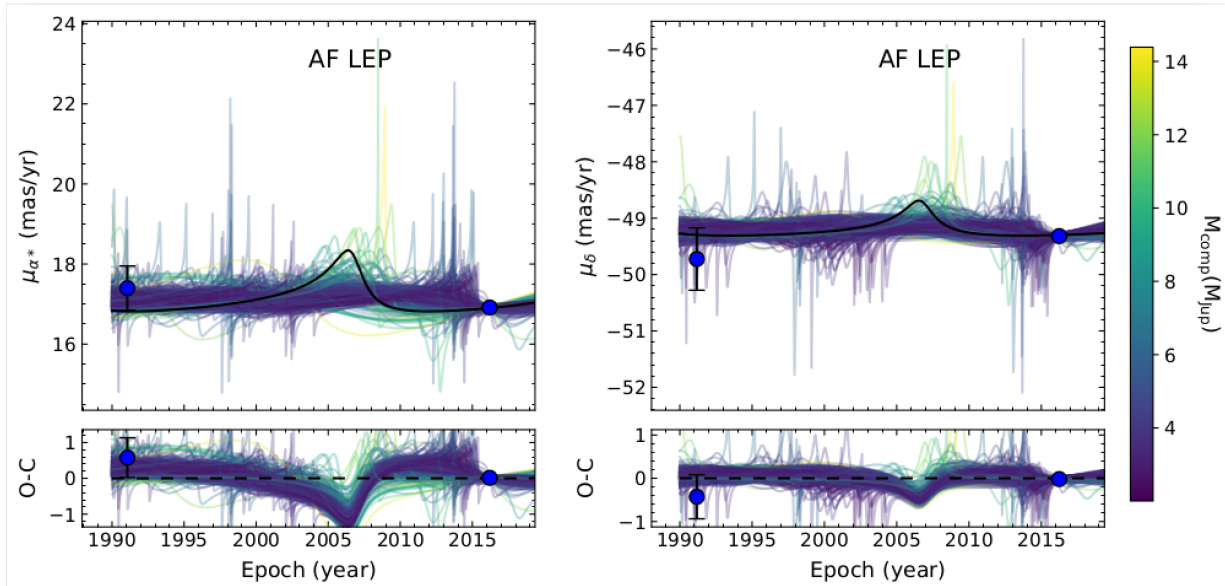 AF LEP
24
22
20
18
16
μα* (mas/yr)
1
0
−1
O-C
1990 1995 2000 2005 2010 2015
Epoch (year)
AF LEP
−46
−47
−48
−49
−50
−51
−52
μδ (mas/yr)
1
0
−1
O-C
1990 1995 2000 2005 2010 2015
Epoch (year)
14
12
10
8
6
4
Mcomp(MJup)